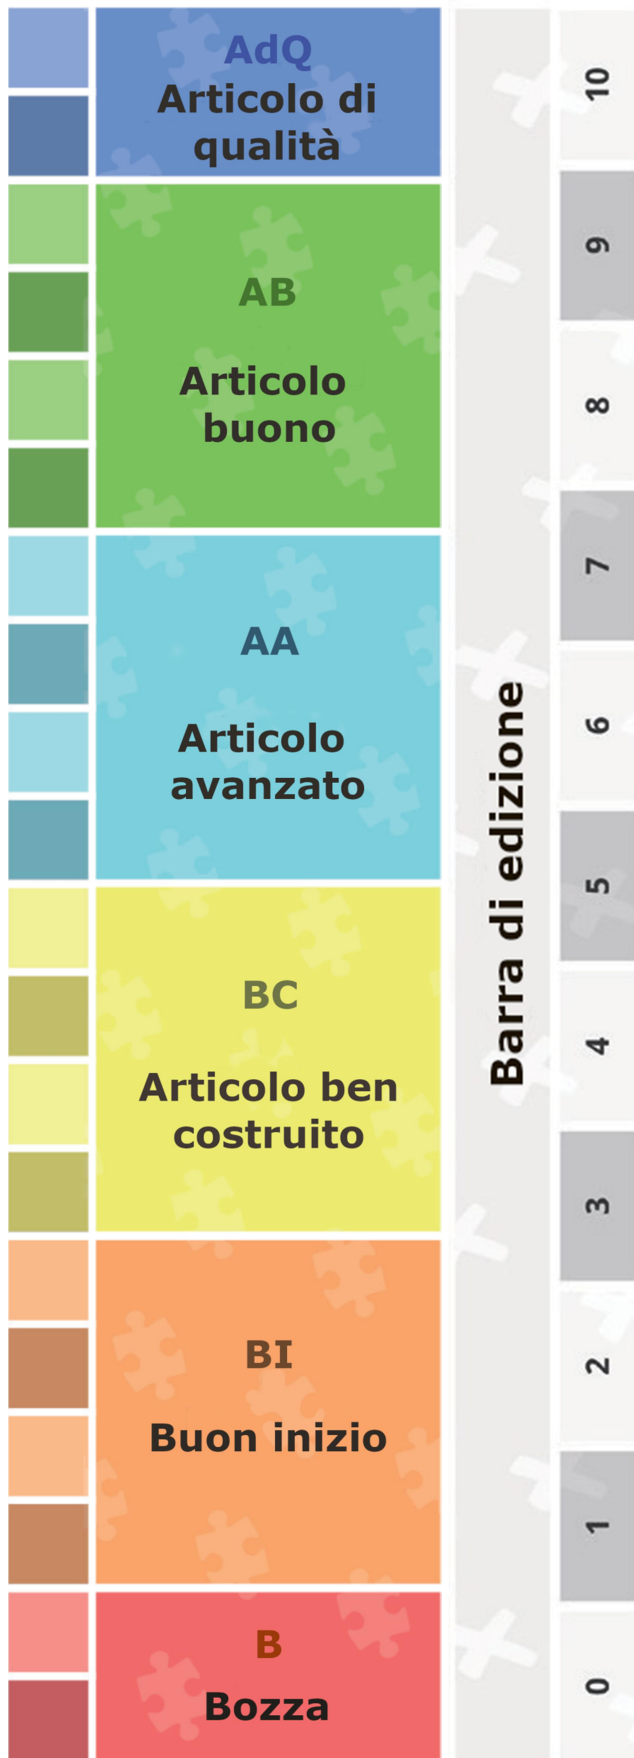 AdQ
Articolo di
qualità
AB
Articolo
buono
AA
Articolo
avanzato
BC
Articolo ben
costruito
BI
Buon inizio
B
Bozza
Barra di edizione
10
9
8
7
6
5
4
3
2
1
0